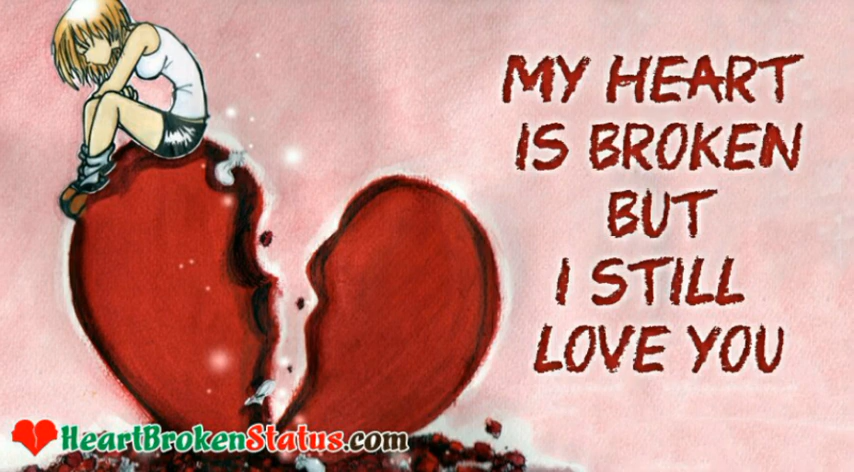 MY HEART
IS BROKEN
BUT
I STILL
LOVE YOU
HeartBrokenStatus.com